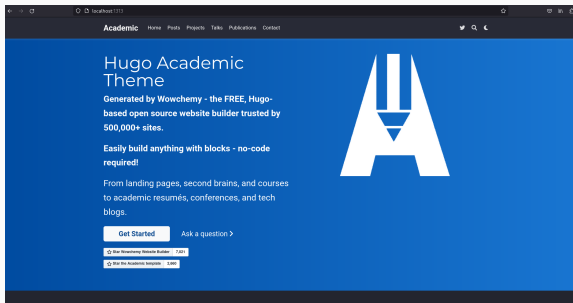 localhost:1313
Academic Home Posts Projects Talks Publications Contact
Hugo Academic
Theme
Generated by Wowchemy - the FREE, Hugo-
based open source website builder trusted by
500,000+ sites.
Easily build anything with blocks - no-code
required!
From landing pages, second brains, and courses
to academic resumés, conferences, and tech
blogs.
Get Started Ask a question
Star Wowchemy Website Builder
Star the Academic template